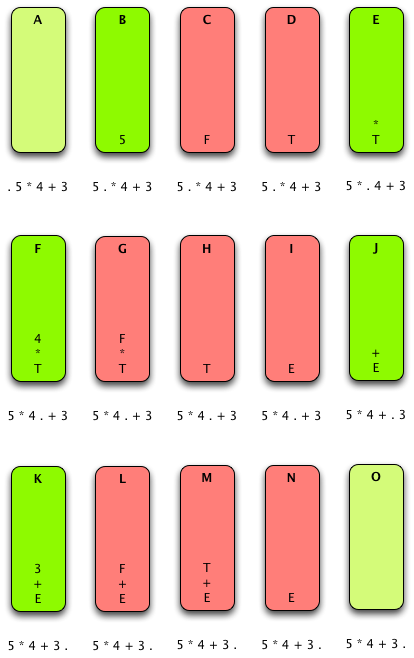 A B C D E
*
5 F T T
. 5 * 4 + 3 5 . * 4 + 3 5 . * 4 + 3 5 . * 4 + 3 5 * . 4 + 3
F G H I J
4 F
* * +
T T T E E
5 * 4 . + 3 5 * 4 . + 3 5 * 4 . + 3 5 * 4 . + 3 5 * 4 + . 3
K L M N O
3 F T
+ + +
E E E E
5 * 4 + 3 . 5 * 4 + 3 . 5 * 4 + 3 . 5 * 4 + 3 . 5 * 4 + 3 .